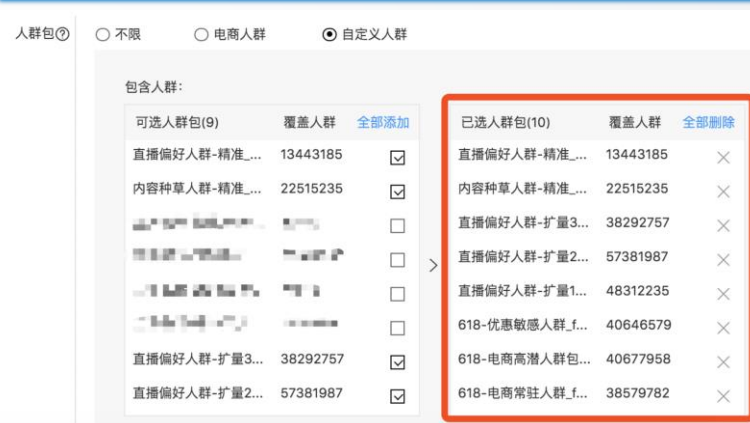 人群包 不限 电商人群 自定义人群
包含人群：
可选人群包(9) 覆盖人群 全部添加
直播偏好人群-精准_... 13443185
内容种草人群-精准_... 22515235
直播偏好人群-扩量3... 38292757
直播偏好人群-扩量2... 57381987
已选人群包(10) 覆盖人群 全部删除
直播偏好人群-精准_... 13443185
内容种草人群-精准_... 22515235
直播偏好人群-扩量3... 38292757
直播偏好人群-扩量2... 57381987
直播偏好人群-扩量1... 48312235
618-优惠敏感人群_f... 40646579
618-电商高潜人群包... 40677958
618-电商常驻人群_f... 38579782